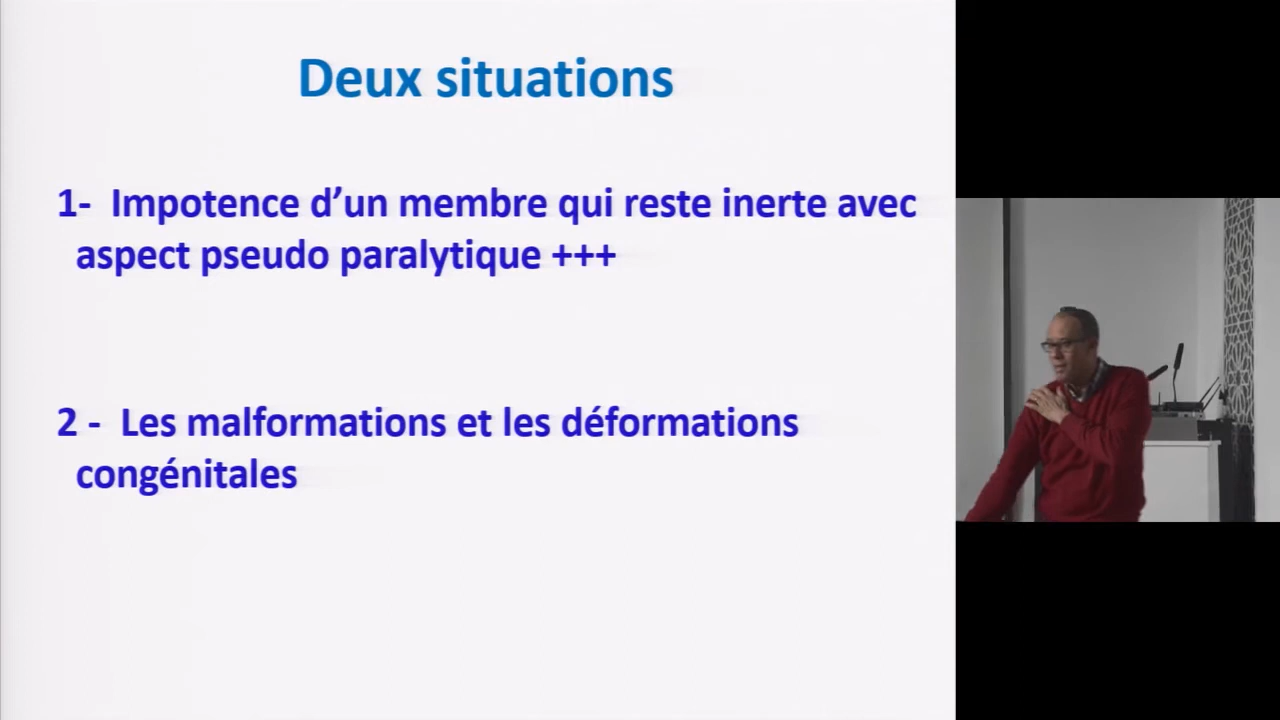 Deux situations
1- Impotence d’un membre qui reste inerte avec
aspect pseudo paralytique +++
2 - Les malformations et les déformations
congénitales